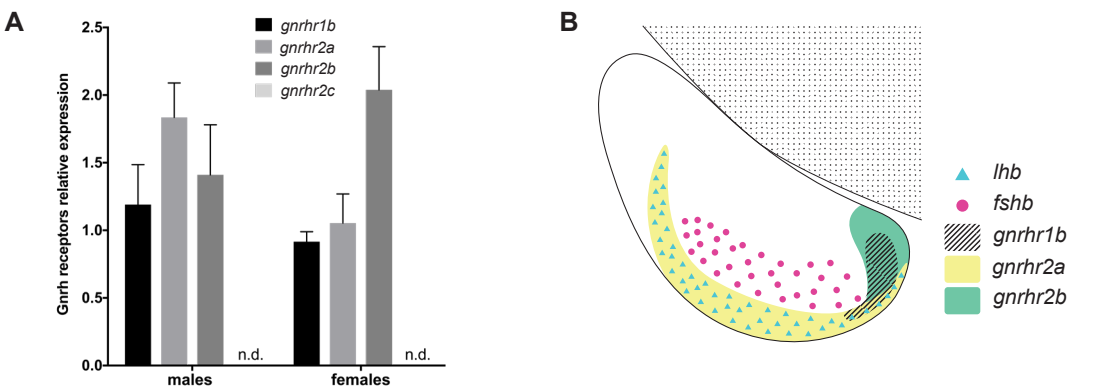 A
Gnrh receptors relative expression
2.5
2.0
1.5
1.0
0.5
0.0
gnrhr1b
gnrhr2a
gnrhr2b
gnrhr2c
n.d.
n.d.
males
females
B
lhb
fshb
gnrhr1b
gnrhr2a
gnrhr2b